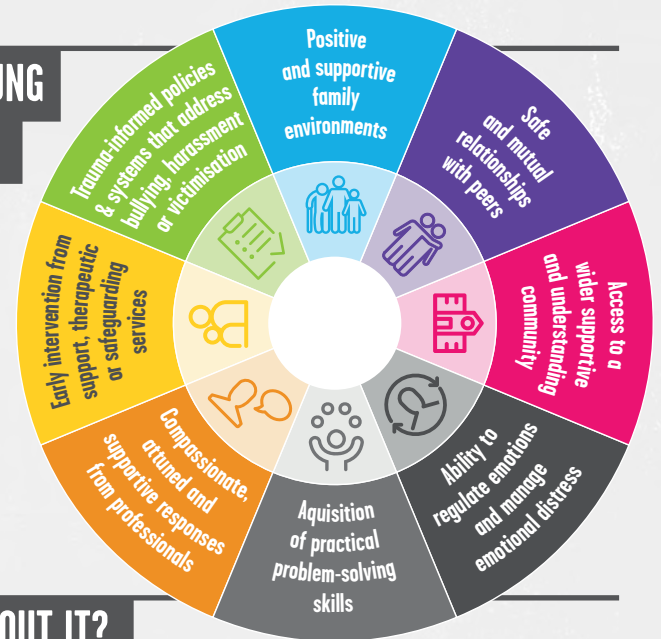 UNG
Positive
and supportive
family
environments
Safe
and mutual
relationships
with peers
Access to a
wider supportive
and understanding
community
Ability to
regulate emotions
and manage
emotional distress
Aquisition
of practical
problem-solving
skills
Compassionate,
attuned and
supportive responses
from professionals
Early intervention from
support, therapeutic
or safeguarding
services
Trauma-informed policies
& systems that address
bullying, harassment
or victimisation
OUT IT?